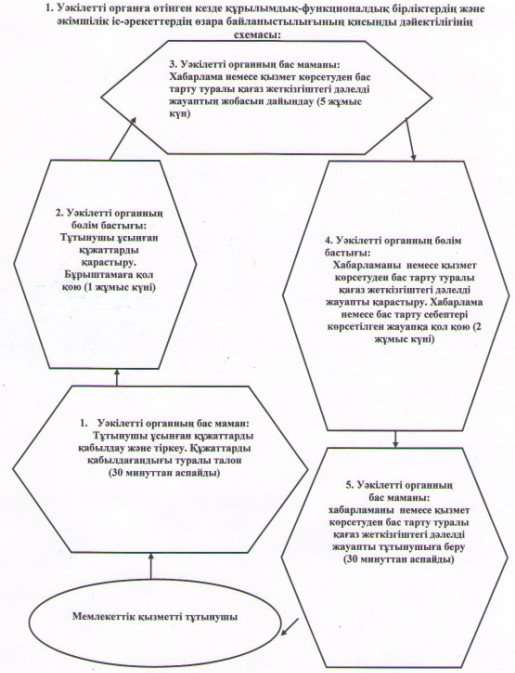 1. Уәкілетті органға өтінген кезде құрылымдық-функционалдық бірліктердің және
әкімшілік іс-әрекеттердің өзара байланыстылығының қисынды дәйектілігінің
схемасы:
3. Уәкілетті органның бас маманы:
Хабарлама немесе қызмет көрсетуден бас
тарту туралы қағаз жеткізгіштегі дәлелді
жауаптың жобасын дайындау (5 жұмыс
күн)
2. Уәкілетті органның
бөлім бастығы:
Тұтынушы ұсынған
құжаттарды
қарастыру.
Бұрыштамаға қол
қою (1 жұмыс күні)
4. Уәкілетті органның бөлім
бастығы:
Хабарламаны немесе қызмет
көрсетуден бас тарту туралы
қағаз жеткізгіштегі дәлелді
жауапты қарастыру. Хабарлама
немесе бас тарту себептері
көрсетілген жауапқа қол қою (2
жұмыс күні)
1. Уәкілетті органның бас маман:
Тұтынушы ұсынған құжаттарды
қабылдау және тіркеу. Құжаттарды
қабылдағандығы туралы талон
(30 минуттан аспайды)
5. Уәкілетті органның
бас маманы:
хабарламаны немесе қызмет
көрсетуден бас тарту туралы
қағаз жеткізгіштегі дәлелді
жауапты тұтынушыға беру
(30 минуттан аспайды)
Мемлекеттік қызметті тұтынушы